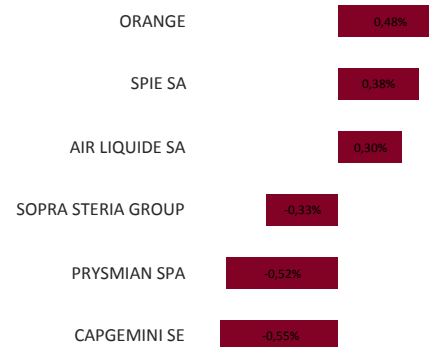 ORANGE 0,48%
SPIE SA 0,38%
AIR LIQUIDE SA 0,30%
SOPRA STERIA GROUP -0,33%
PRYSMIAN SPA -0,52%
CAPGEMINI SE -0,55%